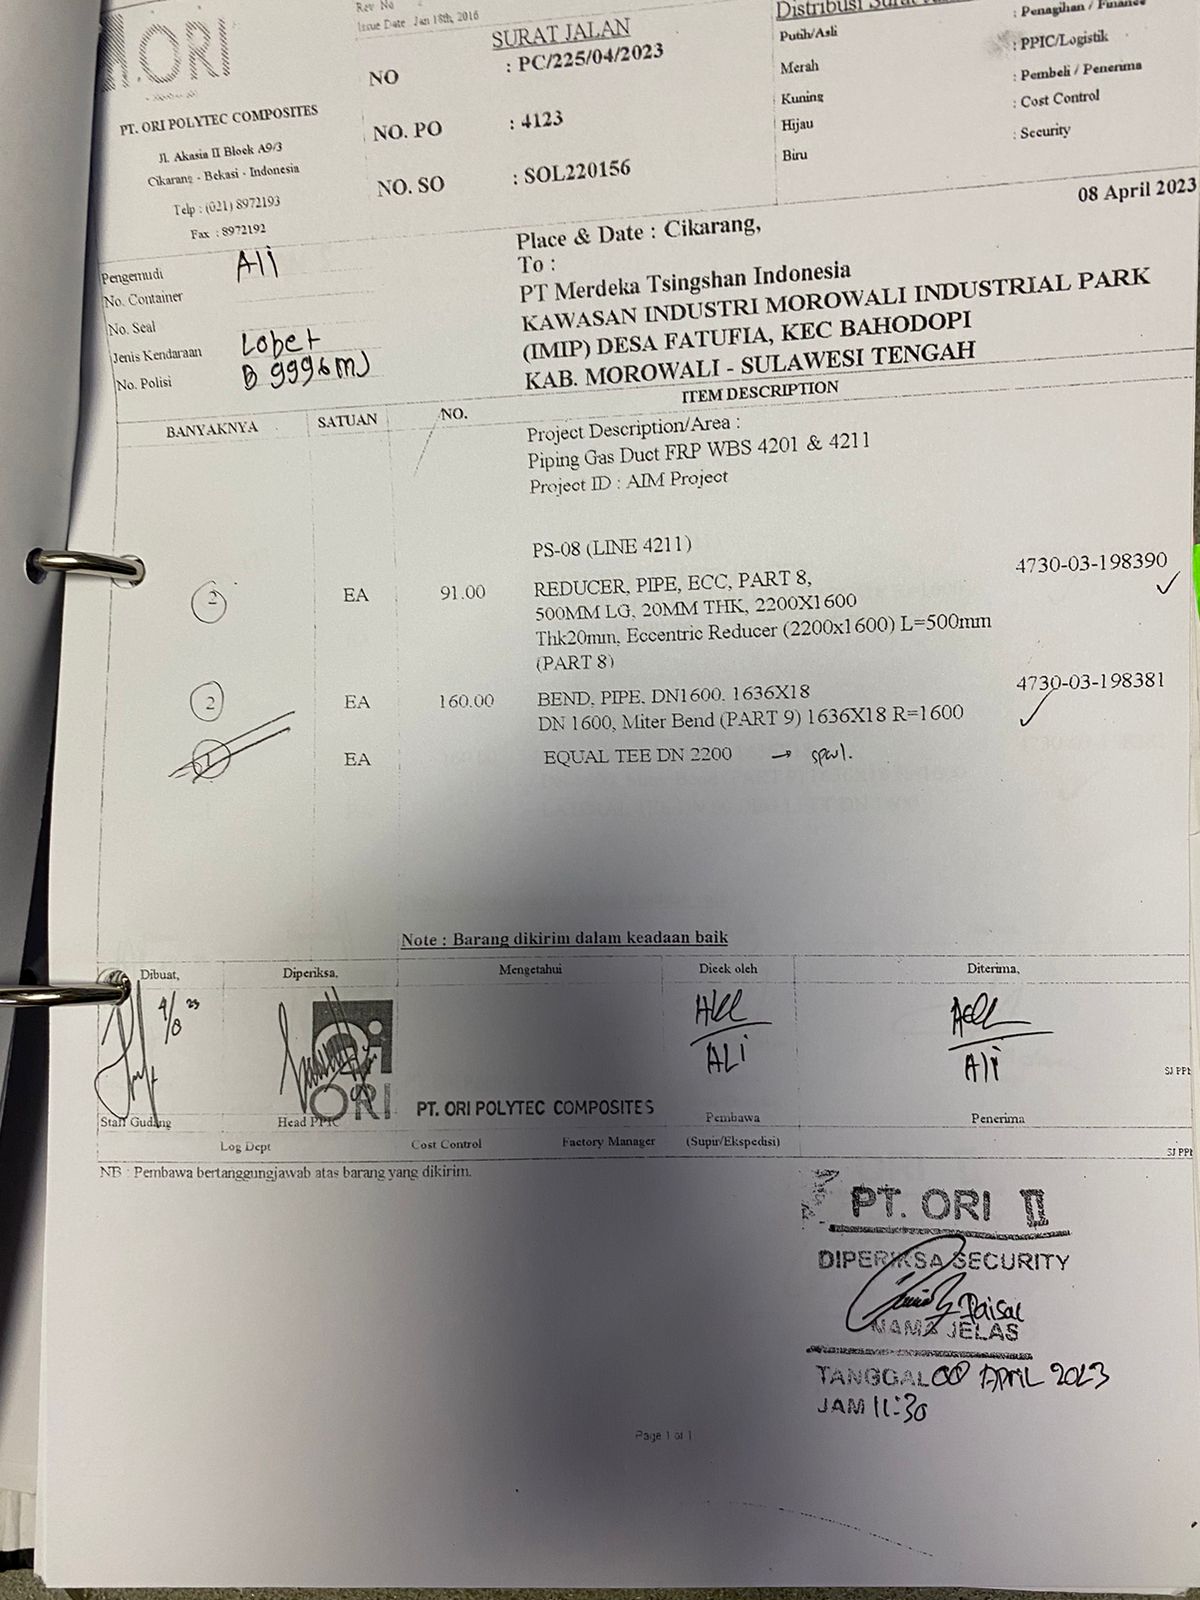 ORI
PT. ORI POLYTEC COMPOSITES
Jl. Akasia II Block A9/3
Cikarang - Bekasi - Indonesia
Telp : (021) 8972193
Fax : 8972192
Rev No
Issue Date Jan 18th, 2016
SURAT JALAN
NO : PC/225/04/2023
NO. PO : 4123
NO. SO : SOL220156
Distribusi Surat
Putih/Asli : Penagihan / Finance
Merah : PPIC/Logistik
Kuning : Pembeli / Penerima
Hijau : Cost Control
Biru : Security
Pengemudi Ali
No. Container
No. Seal
Jenis Kendaraan
No. Polisi
08 April 2023
Place & Date : Cikarang,
To :
PT Merdeka Tsingshan Indonesia
KAWASAN INDUSTRI MOROWALI INDUSTRIAL PARK
(IMIP) DESA FATUFIA, KEC BAHODOPI
KAB. MOROWALI - SULAWESI TENGAH
BANYAKNYA SATUAN NO. ITEM DESCRIPTION
Project Description/Area :
Piping Gas Duct FRP WBS 4201 & 4211
Project ID : AIM Project
PS-08 (LINE 4211)
2 EA 91.00 REDUCER, PIPE, ECC, PART 8, 4730-03-198390
500MM LG, 20MM THK, 2200X1600
Thk20mm, Eccentric Reducer (2200x1600) L=500mm
(PART 8)
2 EA 160.00 BEND, PIPE, DN1600. 1636X18 4730-03-198381
DN 1600, Miter Bend (PART 9) 1636X18 R=1600
1 EA EQUAL TEE DN 2200 →
Note : Barang dikirim dalam keadaan baik
Dibuat, Diperiksa, Mengetahui Dicek oleh Diterima,
ALi Ali
ORI PT. ORI POLYTEC COMPOSITES
Staff Gudang Head PPIC Pembawa Penerima
SJ PPI
Log Dept Cost Control Factory Manager (Supir/Ekspedisi)
SJ PPI
NB : Pembawa bertanggungjawab atas barang yang dikirim.
PT. ORI II
DIPERIKSA SECURITY
Paisal
NAMA JELAS
TANGGAL 08 April 2023
JAM 11:30
Page 1 of 1